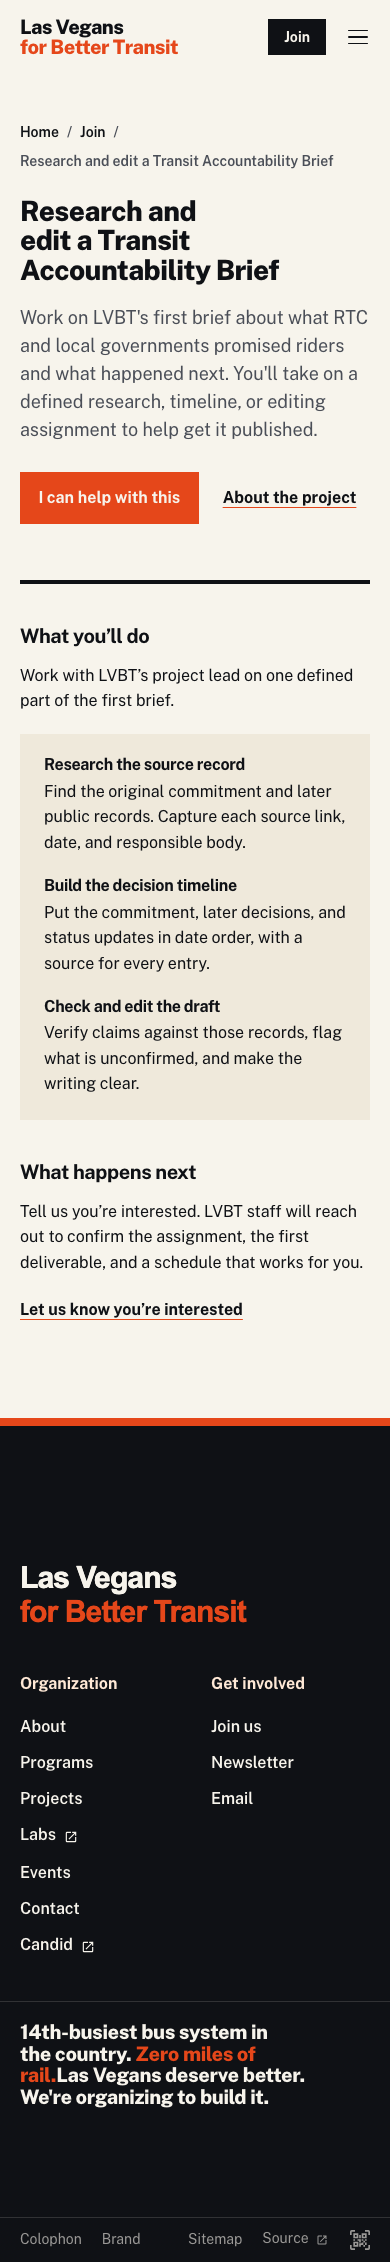 Las Vegans
for Better Transit
Join
Home / Join /
Research and edit a Transit Accountability Brief
Research and
edit a Transit
Accountability Brief
Work on LVBT's first brief about what RTC
and local governments promised riders
and what happened next. You'll take on a
defined research, timeline, or editing
assignment to help get it published.
I can help with this
About the project
What you’ll do
Work with LVBT’s project lead on one defined
part of the first brief.
Research the source record
Find the original commitment and later
public records. Capture each source link,
date, and responsible body.
Build the decision timeline
Put the commitment, later decisions, and
status updates in date order, with a
source for every entry.
Check and edit the draft
Verify claims against those records, flag
what is unconfirmed, and make the
writing clear.
What happens next
Tell us you’re interested. LVBT staff will reach
out to confirm the assignment, the first
deliverable, and a schedule that works for you.
Let us know you’re interested
Las Vegans
for Better Transit
Organization
About
Programs
Projects
Labs
Events
Contact
Candid
Get involved
Join us
Newsletter
Email
14th-busiest bus system in
the country. Zero miles of
rail.Las Vegans deserve better.
We're organizing to build it.
Colophon
Brand
Sitemap
Source